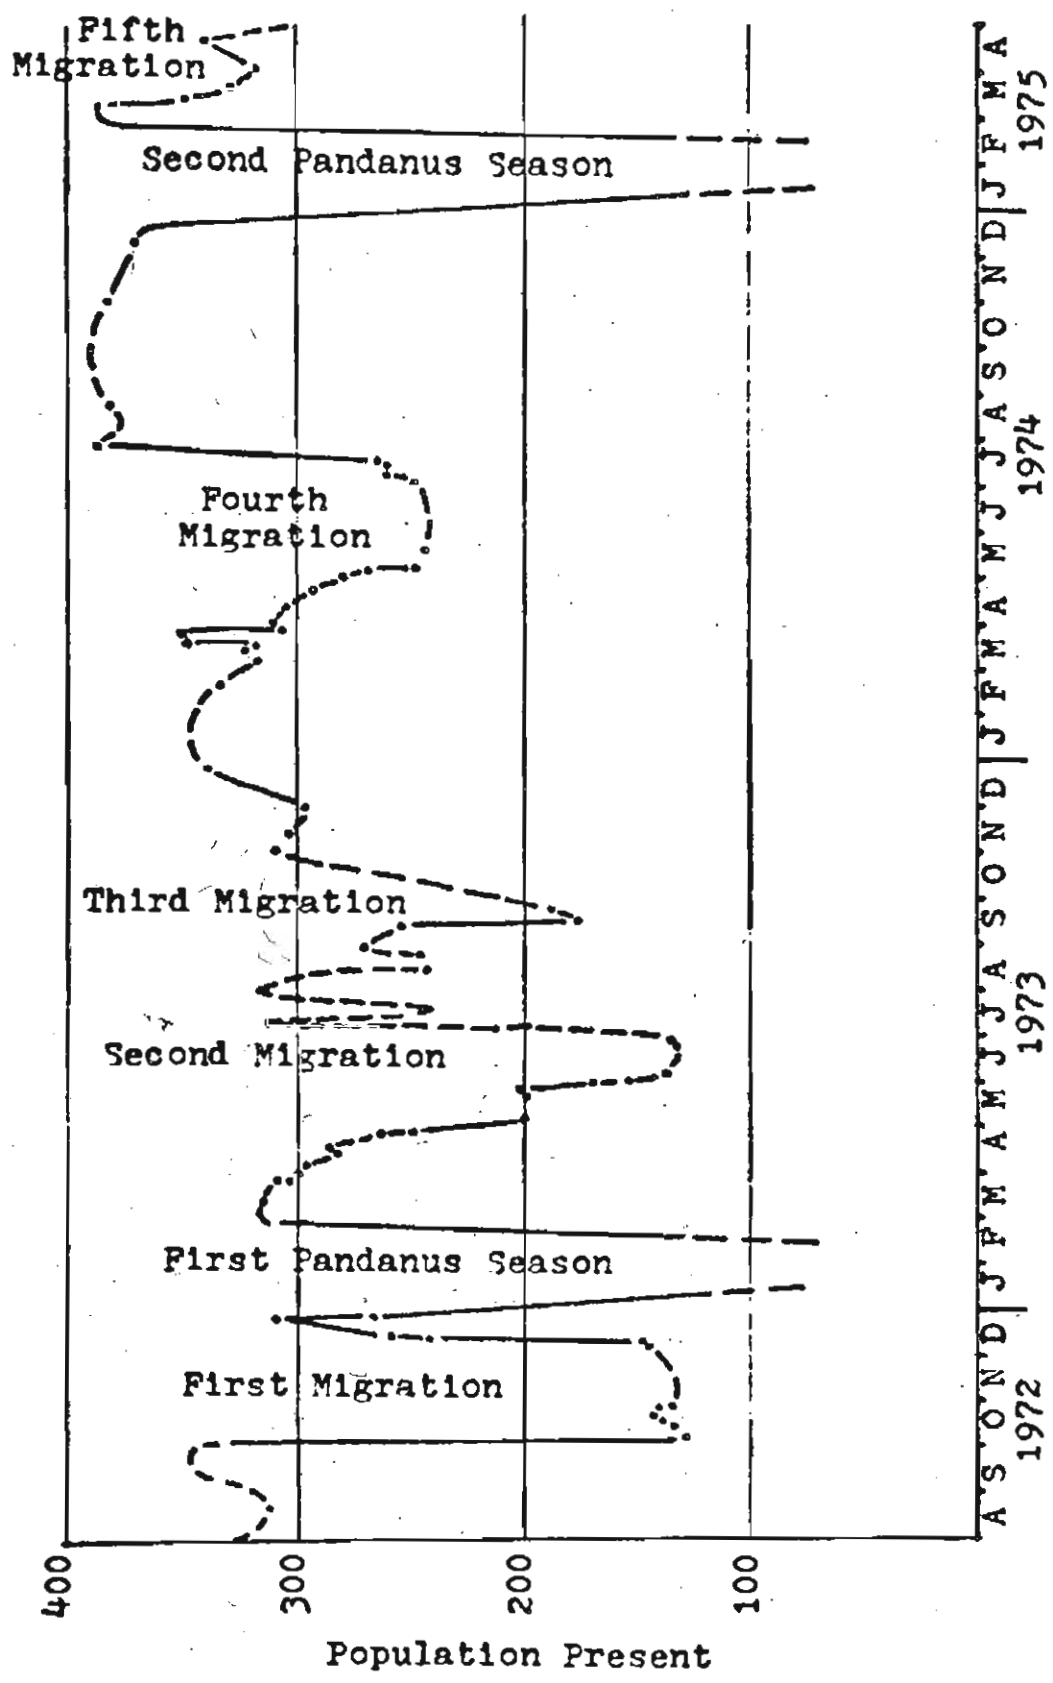 Fifth
Migration
Second Pandanus Season
Fourth
Migration
Third Migration
Second Migration
First Pandanus Season
First Migration
400
300
200
100
Population Present
A'S'O'N'D|J'F'M'A'M'J'J'A'S'O'N'D|J'F'M'A'M'J'J'A'S'O'N'D|J'F'M'A
1972 1973 1974 1975